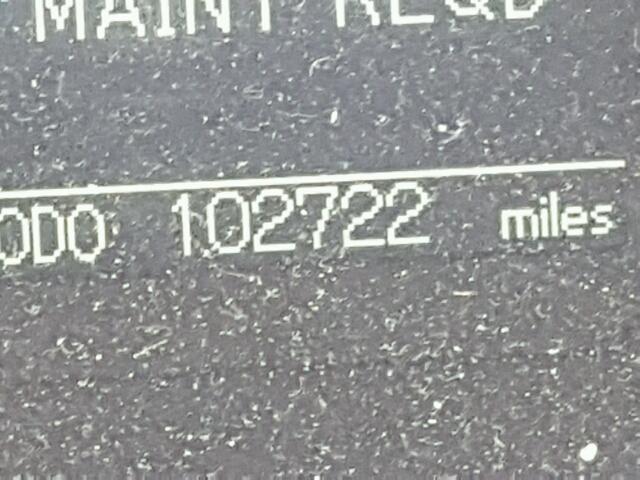 MAINT REQD
ODO 102722 miles